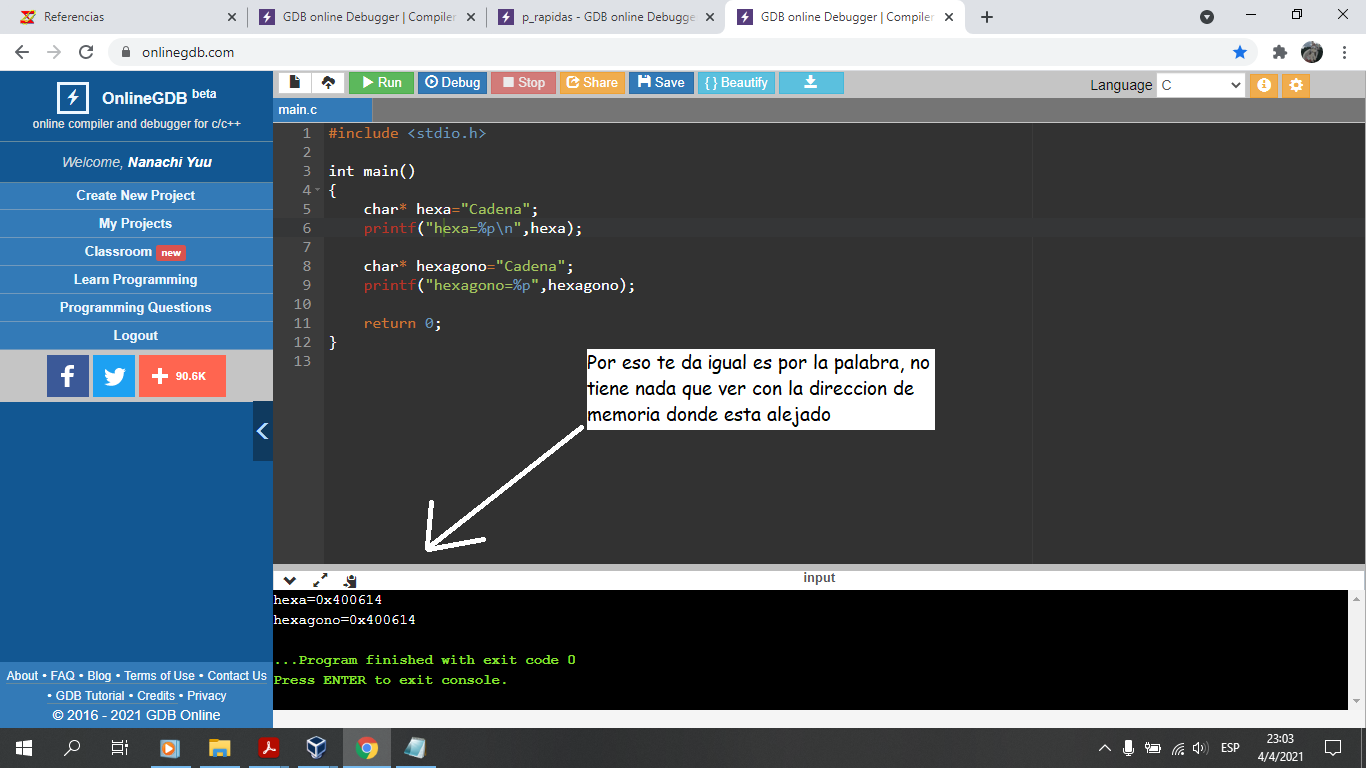 Referencias
GDB online Debugger | Compiler
p_rapidas - GDB online Debugge
GDB online Debugger | Compiler
onlinegdb.com
OnlineGDB beta
online compiler and debugger for c/c++
Welcome, Nanachi Yuu
Create New Project
My Projects
Classroom new
Learn Programming
Programming Questions
Logout
90.6K
About • FAQ • Blog • Terms of Use • Contact Us
• GDB Tutorial • Credits • Privacy
© 2016 - 2021 GDB Online
Run Debug Stop Share Save { } Beautify
Language C
main.c
1 #include <stdio.h>
2
3 int main()
4 {
5 char* hexa="Cadena";
6 printf("hexa=%p\n",hexa);
7
8 char* hexagono="Cadena";
9 printf("hexagono=%p",hexagono);
10
11 return 0;
12 }
13
Por eso te da igual es por la palabra, no
tiene nada que ver con la direccion de
memoria donde esta alejado
input
hexa=0x400614
hexagono=0x400614
...Program finished with exit code 0
Press ENTER to exit console.
ESP
23:03
4/4/2021